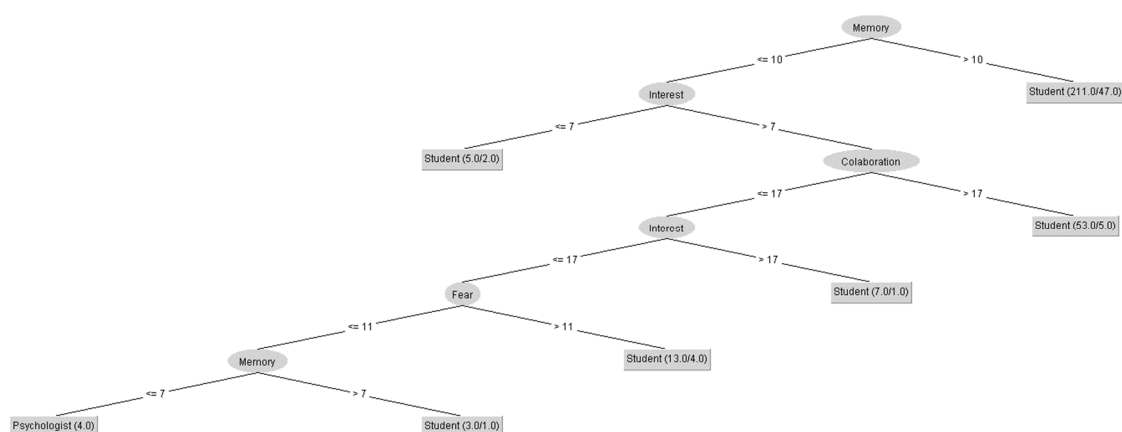 Memory
<= 10
> 10
Interest
Student (211.0/47.0)
<= 7
> 7
Student (5.0/2.0)
Colaboration
<= 17
> 17
Interest
Student (53.0/5.0)
<= 17
> 17
Fear
Student (7.0/1.0)
<= 11
> 11
Memory
Student (13.0/4.0)
<= 7
> 7
Psychologist (4.0)
Student (3.0/1.0)